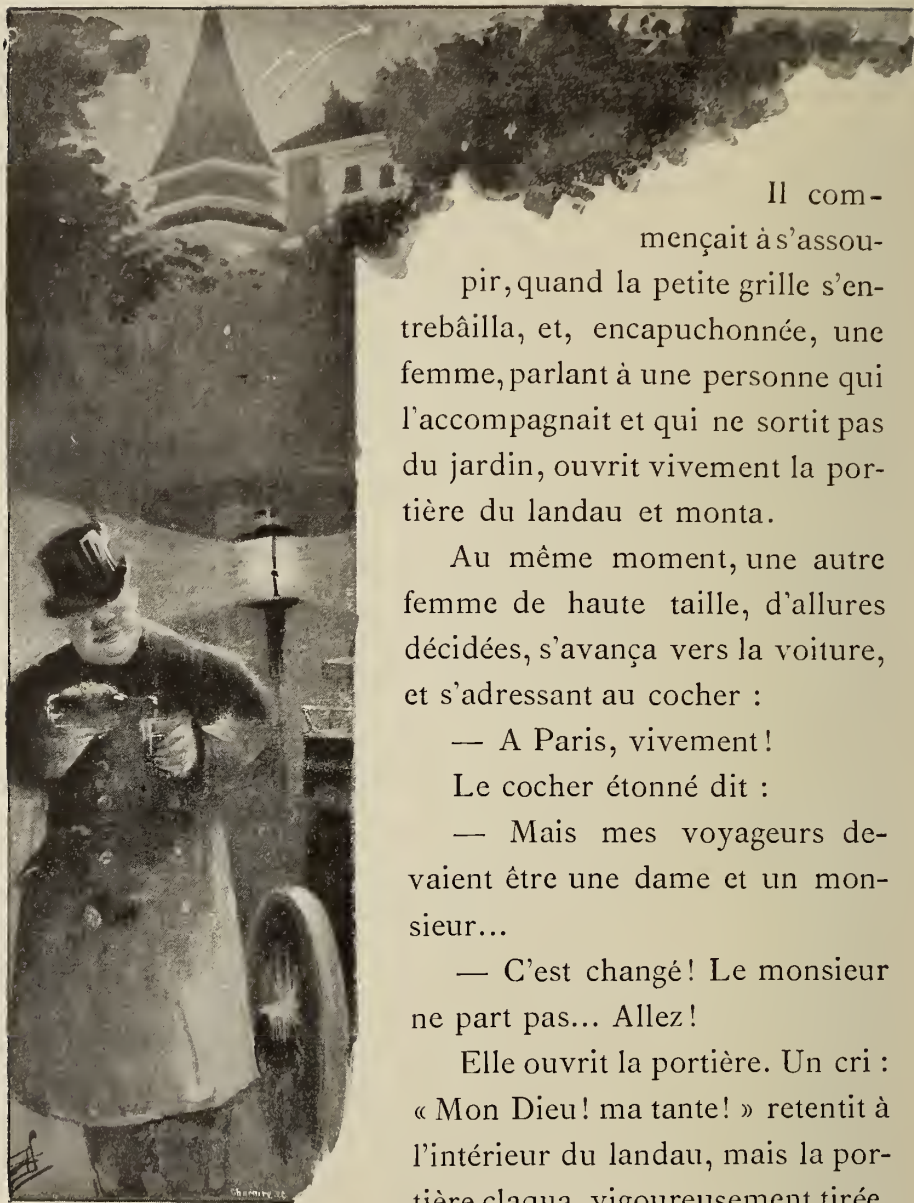 Il com-
mençait à s'assou-
pir, quand la petite grille s'en-
trebâilla, et, encapuchonnée, une
femme, parlant à une personne qui
l'accompagnait et qui ne sortit pas
du jardin, ouvrit vivement la por-
tière du landau et monta.
Au même moment, une autre
femme de haute taille, d'allures
décidées, s'avança vers la voiture,
et s'adressant au cocher :
— A Paris, vivement!
Le cocher étonné dit :
— Mais mes voyageurs de-
vaient être une dame et un mon-
sieur...
— C'est changé! Le monsieur
ne part pas... Allez!
Elle ouvrit la portière. Un cri :
« Mon Dieu! ma tante! » retentit à
l'intérieur du landau, mais la por-
tière claqua, vigoureusement tirée